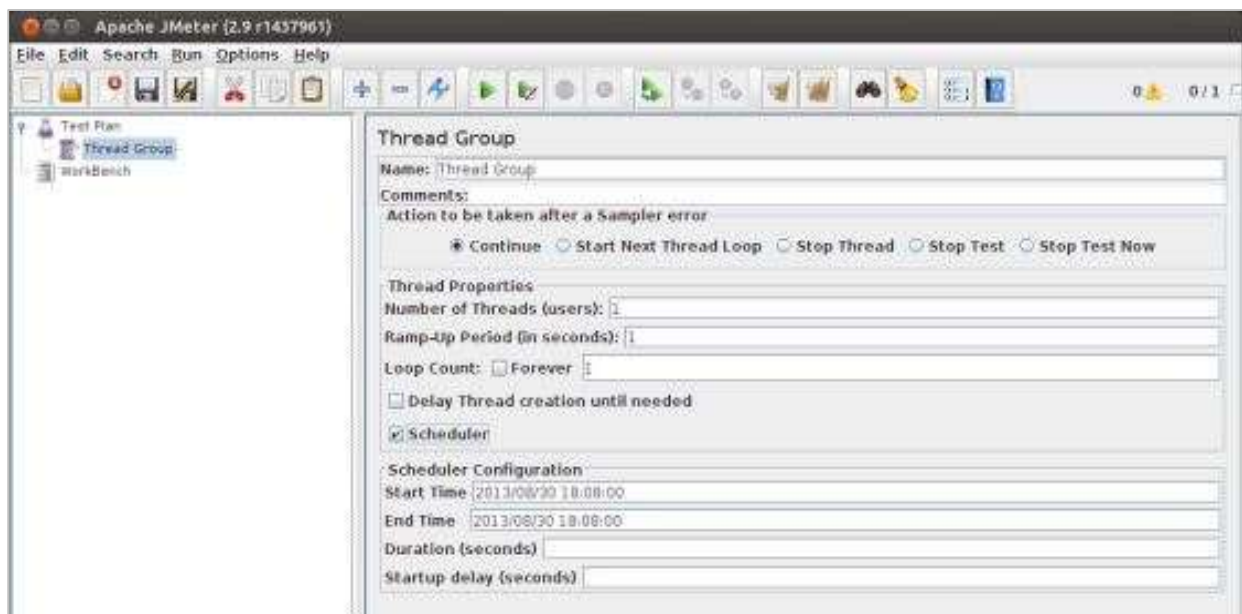 Apache JMeter (2.9 r1437961)
File Edit Search Run Options Help
0 0 / 1
Test Plan
Thread Group
WorkBench
Thread Group
Name: Thread Group
Comments:
Action to be taken after a Sampler error
Continue Start Next Thread Loop Stop Thread Stop Test Stop Test Now
Thread Properties
Number of Threads (users): 1
Ramp-Up Period (in seconds): 1
Loop Count: Forever 1
Delay Thread creation until needed
Scheduler
Scheduler Configuration
Start Time 2013/08/30 18:08:00
End Time 2013/08/30 18:08:00
Duration (seconds)
Startup delay (seconds)